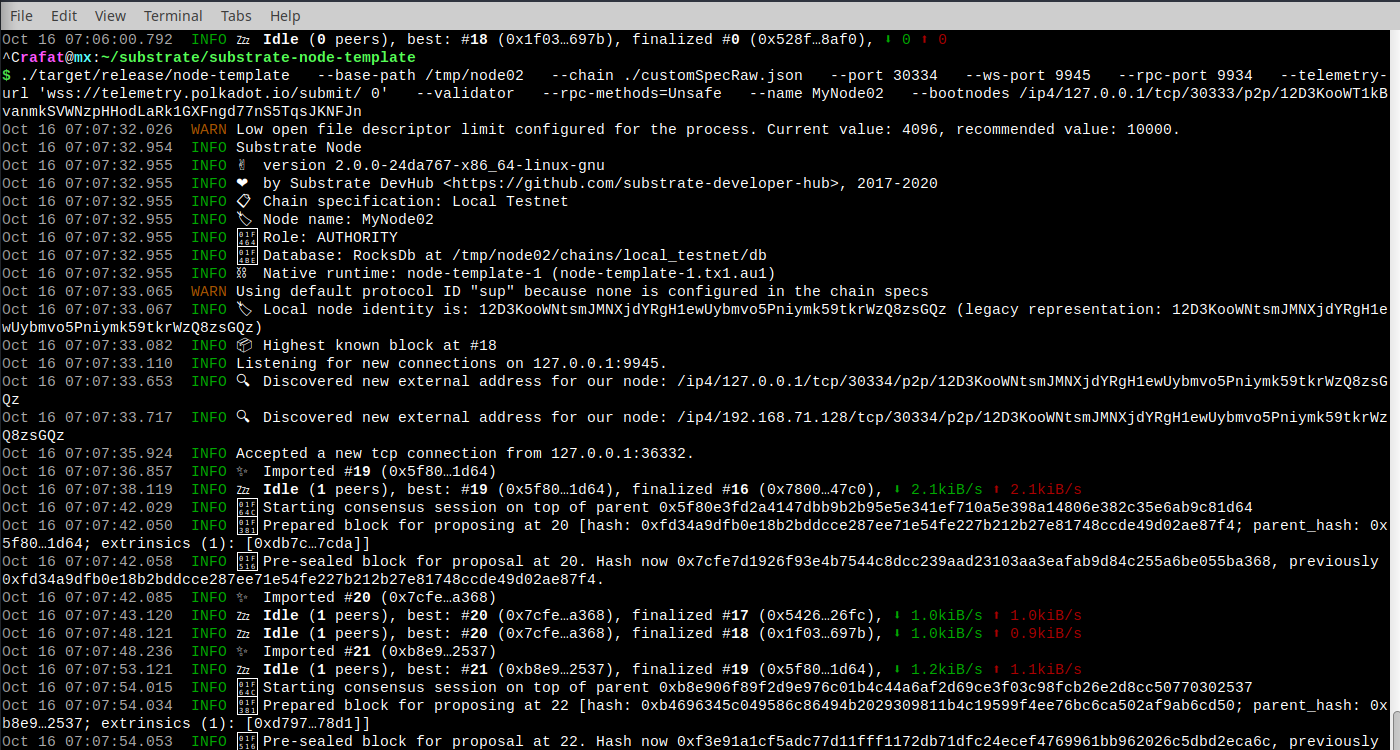 File Edit View Terminal Tabs Help
Oct 16 07:06:00.792 INFO 💤 Idle (0 peers), best: #18 (0x1f03…697b), finalized #0 (0x528f…8af0), ⬇ 0 ⬆ 0
^Crafat@mx:~/substrate/substrate-node-template
$ ./target/release/node-template --base-path /tmp/node02 --chain ./customSpecRaw.json --port 30334 --ws-port 9945 --rpc-port 9934 --telemetry-
url 'wss://telemetry.polkadot.io/submit/ 0' --validator --rpc-methods=Unsafe --name MyNode02 --bootnodes /ip4/127.0.0.1/tcp/30333/p2p/12D3KooWT1kB
vanmkSVWNzpHHodLaRk1GXFngd77nS5TqsJKNFJn
Oct 16 07:07:32.026 WARN Low open file descriptor limit configured for the process. Current value: 4096, recommended value: 10000.
Oct 16 07:07:32.954 INFO Substrate Node
Oct 16 07:07:32.955 INFO ✌ version 2.0.0-24da767-x86_64-linux-gnu
Oct 16 07:07:32.955 INFO ❤ by Substrate DevHub <https://github.com/substrate-developer-hub>, 2017-2020
Oct 16 07:07:32.955 INFO 📋 Chain specification: Local Testnet
Oct 16 07:07:32.955 INFO 🏷 Node name: MyNode02
Oct 16 07:07:32.955 INFO 👤 Role: AUTHORITY
Oct 16 07:07:32.955 INFO 💾 Database: RocksDb at /tmp/node02/chains/local_testnet/db
Oct 16 07:07:32.955 INFO ⛓ Native runtime: node-template-1 (node-template-1.tx1.au1)
Oct 16 07:07:33.065 WARN Using default protocol ID "sup" because none is configured in the chain specs
Oct 16 07:07:33.067 INFO 🏷 Local node identity is: 12D3KooWNtsmJMNXjdYRgH1ewUybmvo5Pniymk59tkrWzQ8zsGQz (legacy representation: 12D3KooWNtsmJMNXjdYRgH1e
wUybmvo5Pniymk59tkrWzQ8zsGQz)
Oct 16 07:07:33.082 INFO 📦 Highest known block at #18
Oct 16 07:07:33.110 INFO Listening for new connections on 127.0.0.1:9945.
Oct 16 07:07:33.653 INFO 🔍 Discovered new external address for our node: /ip4/127.0.0.1/tcp/30334/p2p/12D3KooWNtsmJMNXjdYRgH1ewUybmvo5Pniymk59tkrWzQ8zsG
Qz
Oct 16 07:07:33.717 INFO 🔍 Discovered new external address for our node: /ip4/192.168.71.128/tcp/30334/p2p/12D3KooWNtsmJMNXjdYRgH1ewUybmvo5Pniymk59tkrWz
Q8zsGQz
Oct 16 07:07:35.924 INFO Accepted a new tcp connection from 127.0.0.1:36332.
Oct 16 07:07:36.857 INFO ✨ Imported #19 (0x5f80…1d64)
Oct 16 07:07:38.119 INFO 💤 Idle (1 peers), best: #19 (0x5f80…1d64), finalized #16 (0x7800…47c0), ⬇ 2.1kiB/s ⬆ 2.1kiB/s
Oct 16 07:07:42.029 INFO 🙌 Starting consensus session on top of parent 0x5f80e3fd2a4147dbb9b2b95e5e341ef710a5e398a14806e382c35e6ab9c81d64
Oct 16 07:07:42.050 INFO 🎁 Prepared block for proposing at 20 [hash: 0xfd34a9dfb0e18b2bddcce287ee71e54fe227b212b27e81748ccde49d02ae87f4; parent_hash: 0x
5f80…1d64; extrinsics (1): [0xdb7c…7cda]]
Oct 16 07:07:42.058 INFO 🔖 Pre-sealed block for proposal at 20. Hash now 0x7cfe7d1926f93e4b7544c8dcc239aad23103aa3eafab9d84c255a6be055ba368, previously
0xfd34a9dfb0e18b2bddcce287ee71e54fe227b212b27e81748ccde49d02ae87f4.
Oct 16 07:07:42.085 INFO ✨ Imported #20 (0x7cfe…a368)
Oct 16 07:07:43.120 INFO 💤 Idle (1 peers), best: #20 (0x7cfe…a368), finalized #17 (0x5426…26fc), ⬇ 1.0kiB/s ⬆ 1.0kiB/s
Oct 16 07:07:48.121 INFO 💤 Idle (1 peers), best: #20 (0x7cfe…a368), finalized #18 (0x1f03…697b), ⬇ 1.0kiB/s ⬆ 0.9kiB/s
Oct 16 07:07:48.236 INFO ✨ Imported #21 (0xb8e9…2537)
Oct 16 07:07:53.121 INFO 💤 Idle (1 peers), best: #21 (0xb8e9…2537), finalized #19 (0x5f80…1d64), ⬇ 1.2kiB/s ⬆ 1.1kiB/s
Oct 16 07:07:54.015 INFO 🙌 Starting consensus session on top of parent 0xb8e906f89f2d9e976c01b4c44a6af2d69ce3f03c98fcb26e2d8cc50770302537
Oct 16 07:07:54.034 INFO 🎁 Prepared block for proposing at 22 [hash: 0xb4696345c049586c86494b2029309811b4c19599f4ee76bc6ca502af9ab6cd50; parent_hash: 0x
b8e9…2537; extrinsics (1): [0xd797…78d1]]
Oct 16 07:07:54.053 INFO 🔖 Pre-sealed block for proposal at 22. Hash now 0xf3e91a1cf5adc77d11fff1172db71dfc24ecef4769961bb962026c5dbd2eca6c, previously